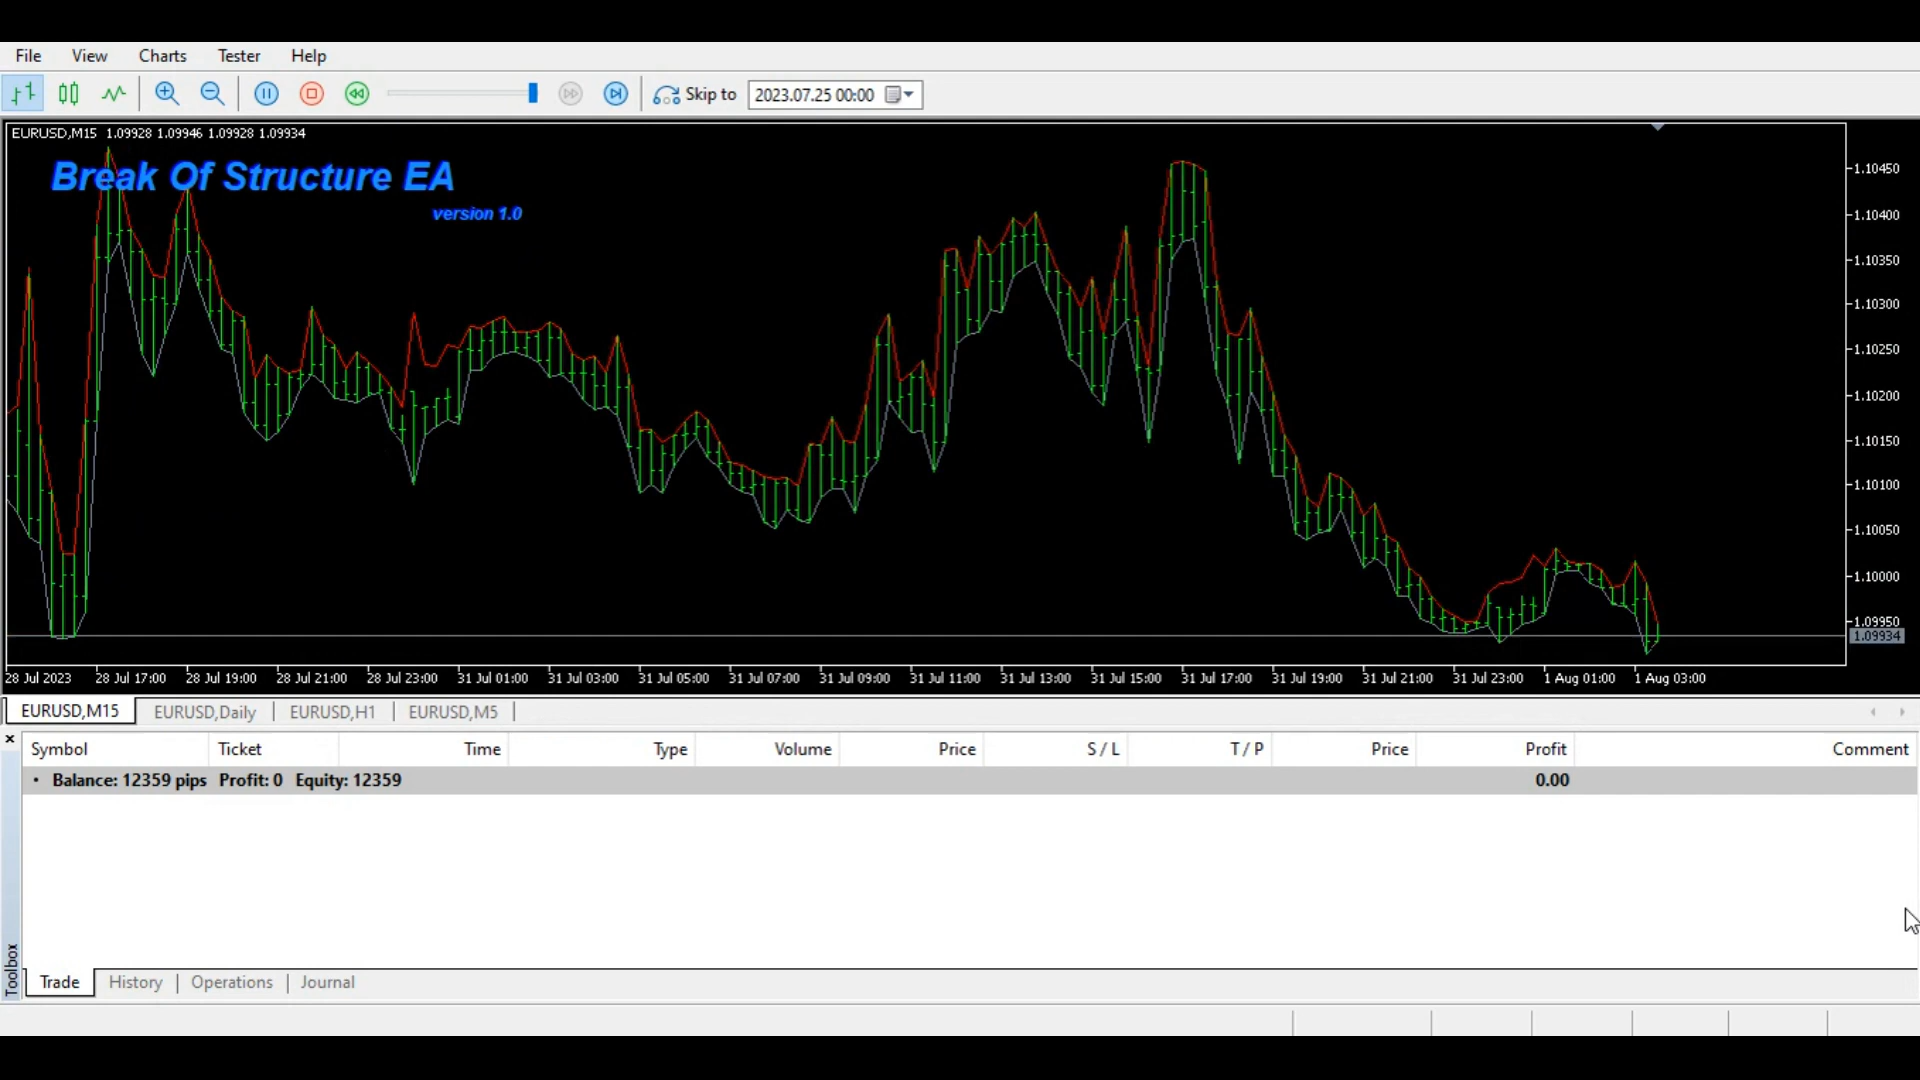 File View Charts Tester Help
Skip to 2023.07.25 00:00
EURUSD,M15 1.09928 1.09946 1.09928 1.09934
Break Of Structure EA
version 1.0
1.10450
1.10400
1.10350
1.10300
1.10250
1.10200
1.10150
1.10100
1.10050
1.10000
1.09950
1.09934
28 Jul 2023 28 Jul 17:00 28 Jul 19:00 28 Jul 21:00 28 Jul 23:00 31 Jul 01:00 31 Jul 03:00 31 Jul 05:00 31 Jul 07:00 31 Jul 09:00 31 Jul 11:00 31 Jul 13:00 31 Jul 15:00 31 Jul 17:00 31 Jul 19:00 31 Jul 21:00 31 Jul 23:00 1 Aug 01:00 1 Aug 03:00
EURUSD,M15 EURUSD,Daily EURUSD,H1 EURUSD,M5
Symbol Ticket Time Type Volume Price S / L T / P Price Profit Comment
Balance: 12359 pips Profit: 0 Equity: 12359 0.00
Toolbox
Trade History Operations Journal